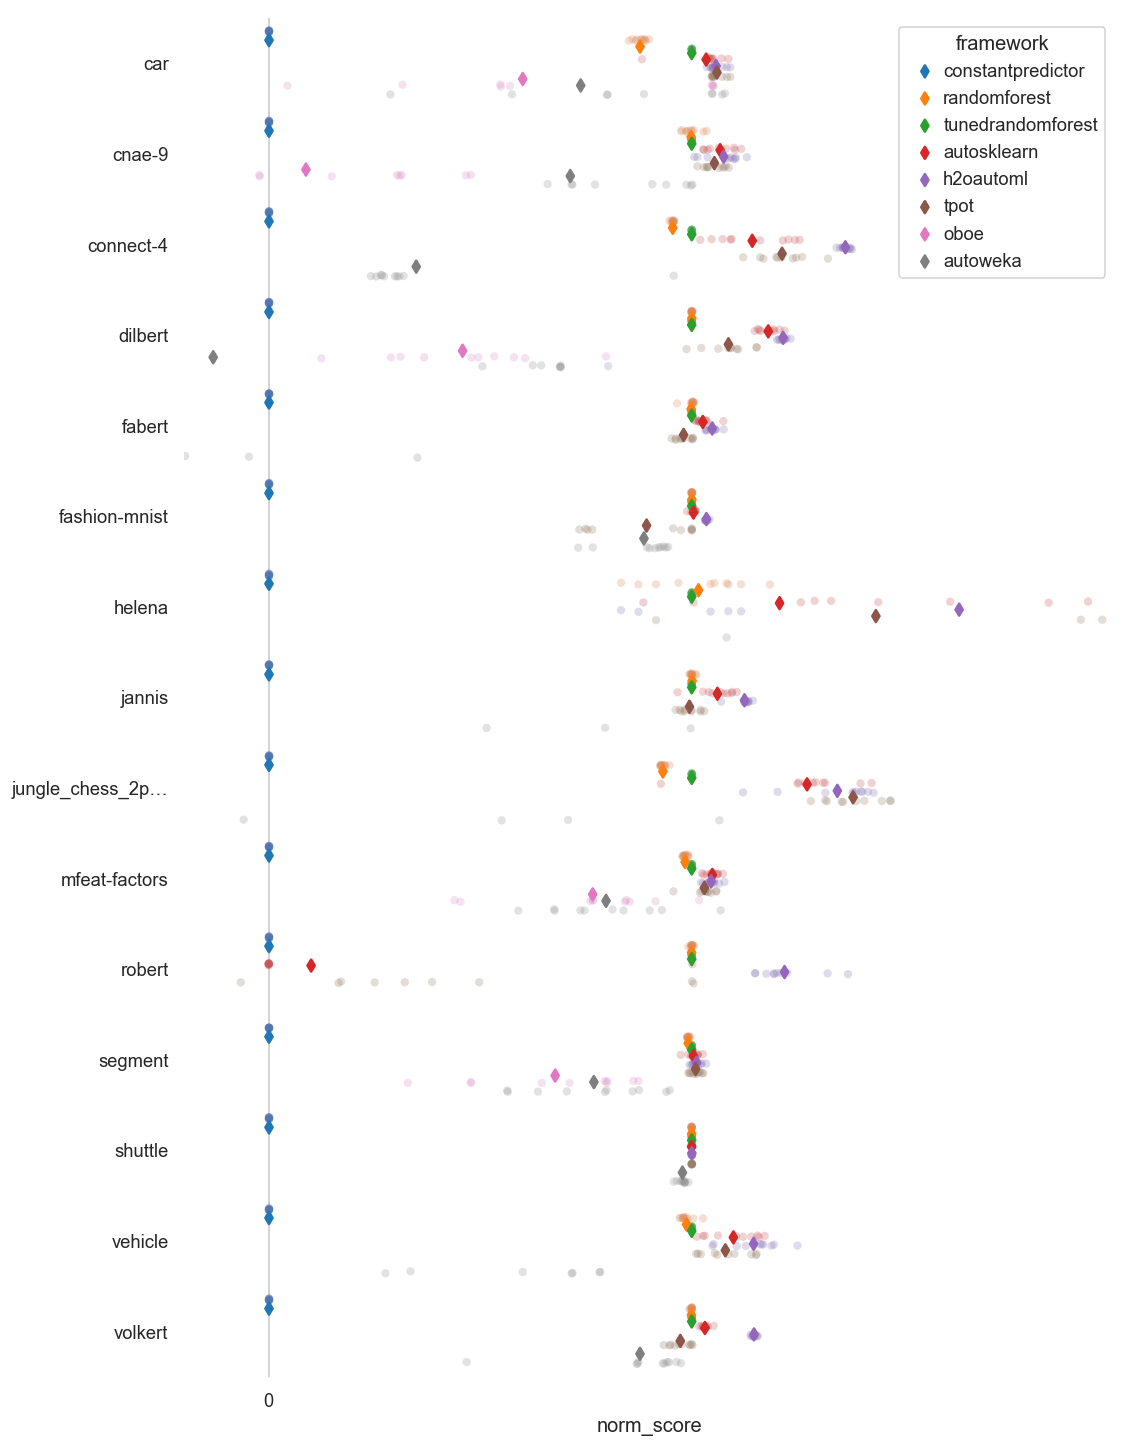 framework
constantpredictor
randomforest
tunedrandomforest
autosklearn
h2oautoml
tpot
oboe
autoweka
car
cnae-9
connect-4
dilbert
fabert
fashion-mnist
helena
jannis
jungle_chess_2p…
mfeat-factors
robert
segment
shuttle
vehicle
volkert
0
norm_score